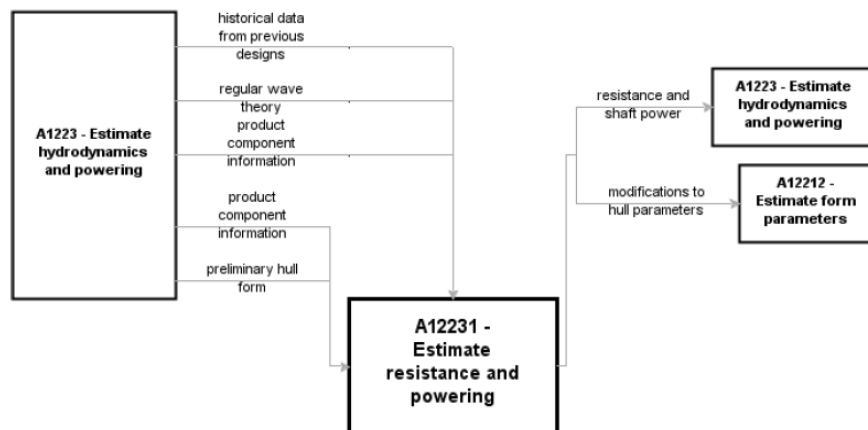 historical data
from previous
designs
regular wave
theory
product
component
information
A1223 - Estimate
hydrodynamics
and powering
product
component
information
preliminary hull
form
A12231 -
Estimate
resistance and
powering
resistance and
shaft power
A1223 - Estimate
hydrodynamics
and powering
modifications to
hull parameters
A12212 -
Estimate form
parameters